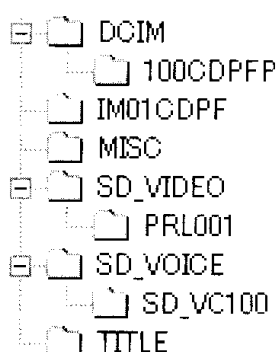 DCIM
100CDPFP
IM01CDPF
MISC
SD_VIDEO
PRL001
SD_VOICE
SD_VC100
TITLE